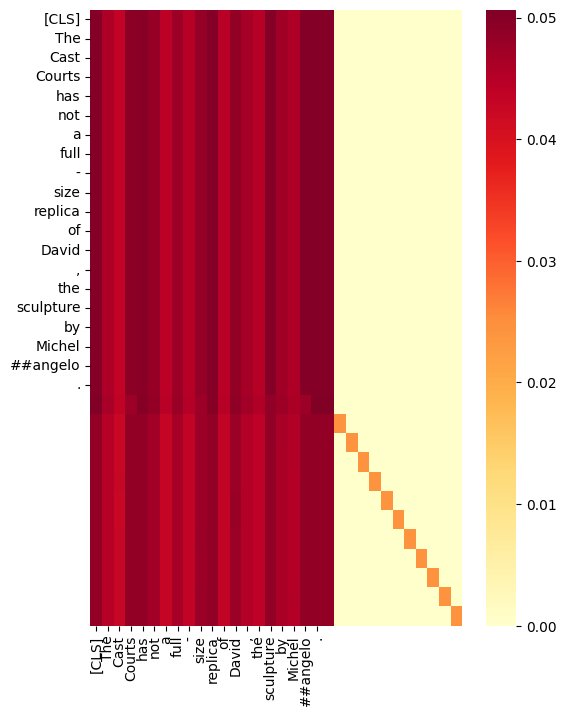 [CLS]
The
Cast
Courts
has
not
a
full
-
size
replica
of
David
,
the
sculpture
by
Michel
##angelo
.
0.05
0.04
0.03
0.02
0.01
0.00
[CLS]
The
Cast
Courts
has
not
a
full
-
size
replica
of
David
,
the
sculpture
by
Michel
##angelo
.